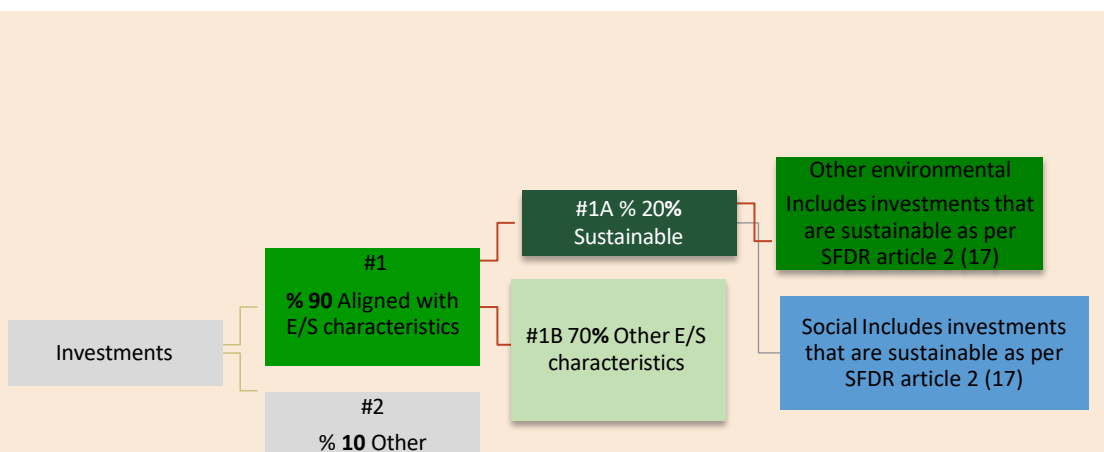 Investments
#1
% 90 Aligned with
E/S characteristics
#2
% 10 Other
#1A % 20%
Sustainable
#1B 70% Other E/S
characteristics
Other environmental
Includes investments that
are sustainable as per
SFDR article 2 (17)
Social Includes investments
that are sustainable as per
SFDR article 2 (17)